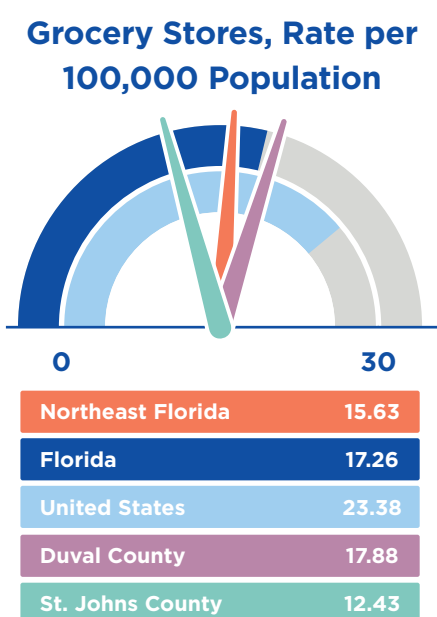 Grocery Stores, Rate per
100,000 Population
0 30
Northeast Florida 15.63
Florida 17.26
United States 23.38
Duval County 17.88
St. Johns County 12.43